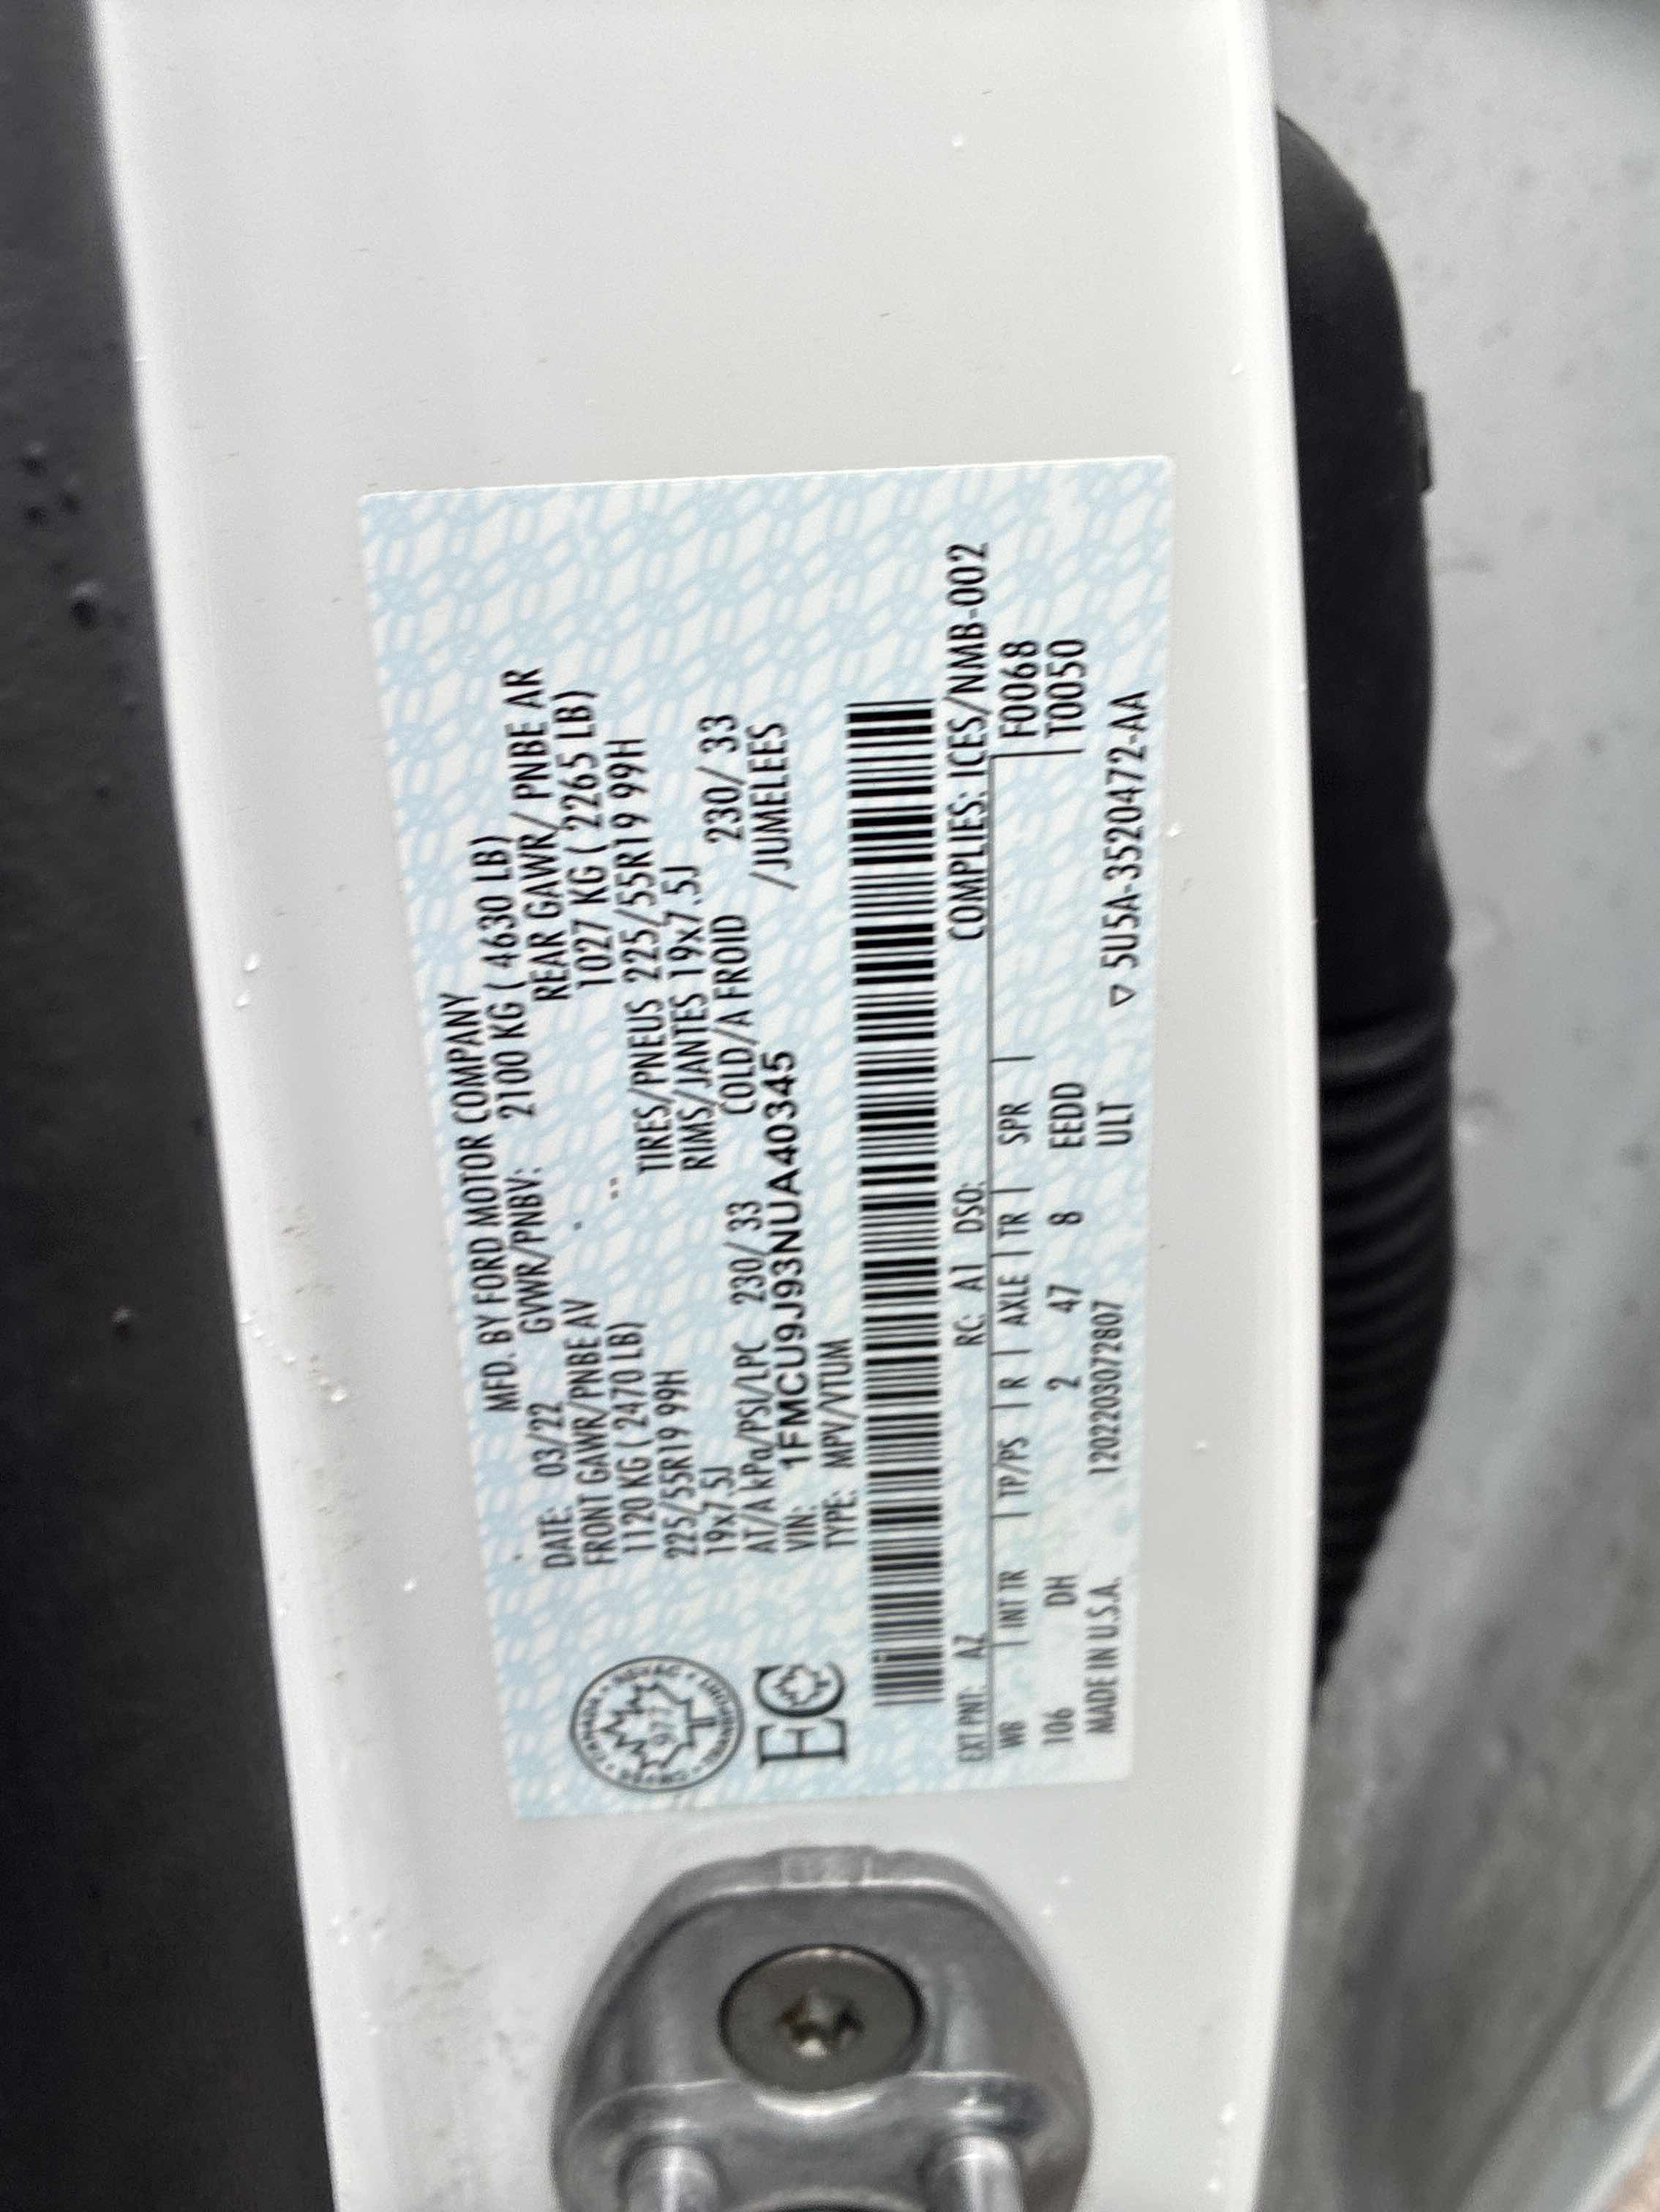 MFD. BY FORD MOTOR COMPANY
DATE: 03/22 GVWR/PNBV: 2100 KG ( 4630 LB)
FRONT GAWR/PNBE AV REAR GAWR/ PNBE AR
1120 KG ( 2470 LB) 1027 KG ( 2265 LB)
225/55R19 99H TIRES/PNEUS 225/55R19 99H
19x7.5J RIMS/JANTES 19x7.5J
AT/A kPa/PSI/LPC 230/ 33 COLD/A FROID 230/ 33
VIN: 1FMCU9J93NUA40345 /JUMELEES
TYPE: MPV/VTUM
977
EC
COMPLIES: ICES/NMB-002
EXT PNT: AZ RC: A1 DSO:
WB INT TR TP/PS R AXLE TR SPR F0068
106 DH 2 47 8 EEDD T0050
MADE IN U.S.A. 120220307280​7 ULT ▽ 5U5A-3520472-AA